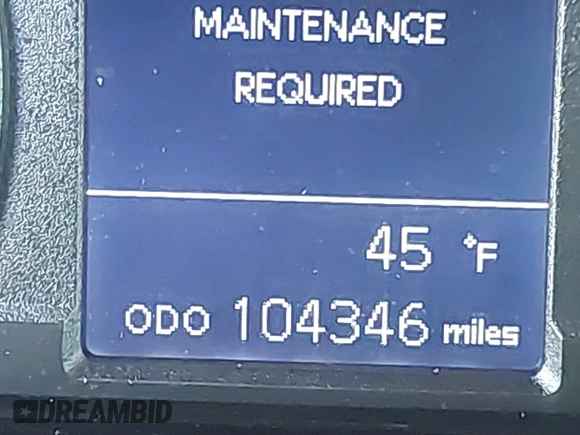 MAINTENANCE
REQUIRED
45 °F
ODO 104346 miles
DREAMBID